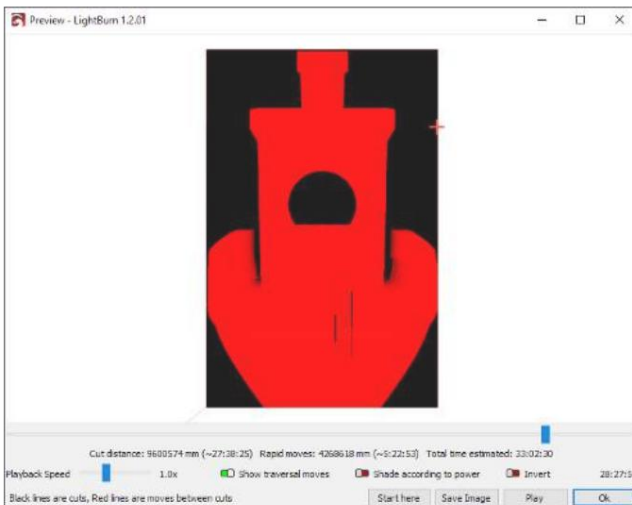 Preview - LightBurn 1.2.01
Cut distance: 9600574 mm (~27:38:25) Rapid moves: 4268618 mm (~5:22:53) Total time estimated: 33:02:30
Playback Speed 1.0x Show traversal moves Shade according to power Invert
Black lines are cuts, Red lines are moves between cuts Start here Save Image Play Ok